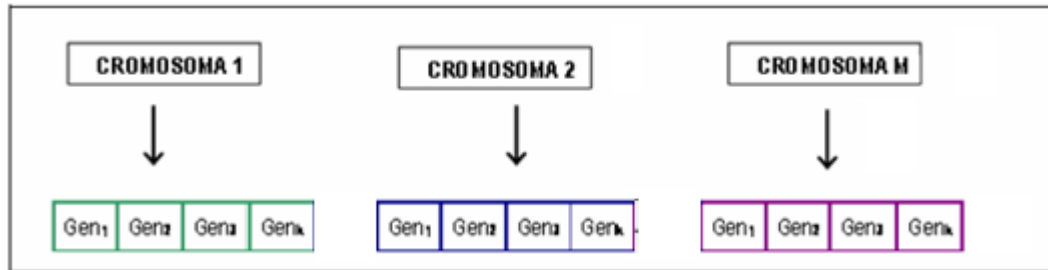 CROMOSOMA 1
CROMOSOMA 2
CROMOSOMA M
Gen₁ Gen₂ Gen₃ Genₖ
Gen₁ Gen₂ Gen₃ Genₖ
Gen₁ Gen₂ Gen₃ Genₖ